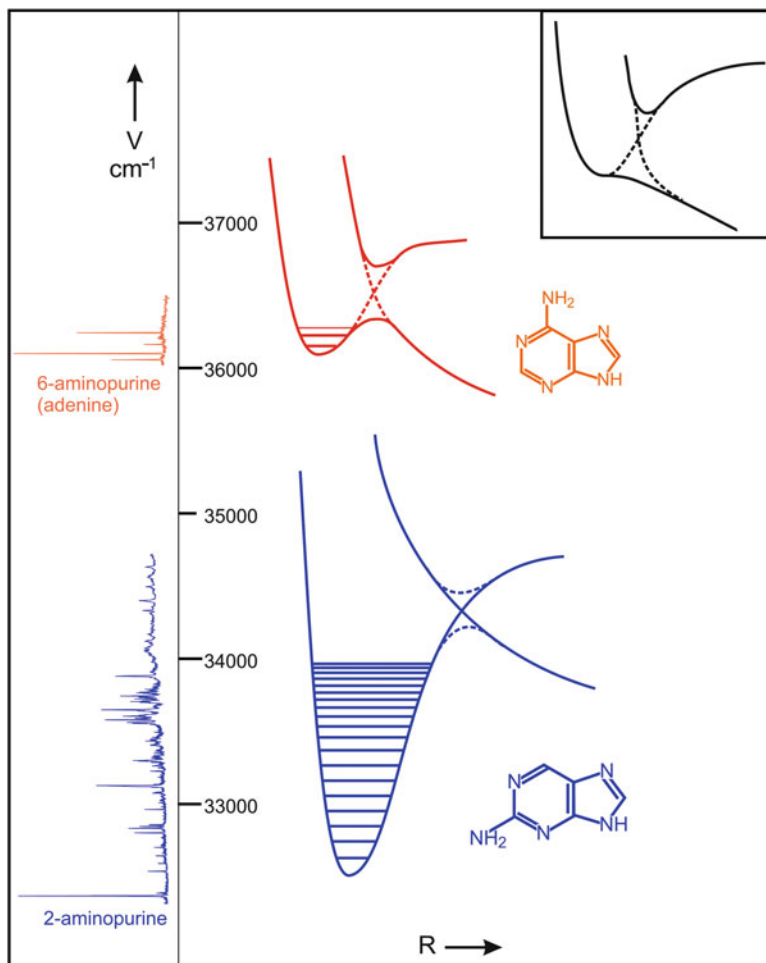 V
cm⁻¹
37000
36000
6-aminopurine
(adenine)
NH₂
N
N
N
NH
35000
34000
33000
N
N
NH₂
N
NH
2-aminopurine
R